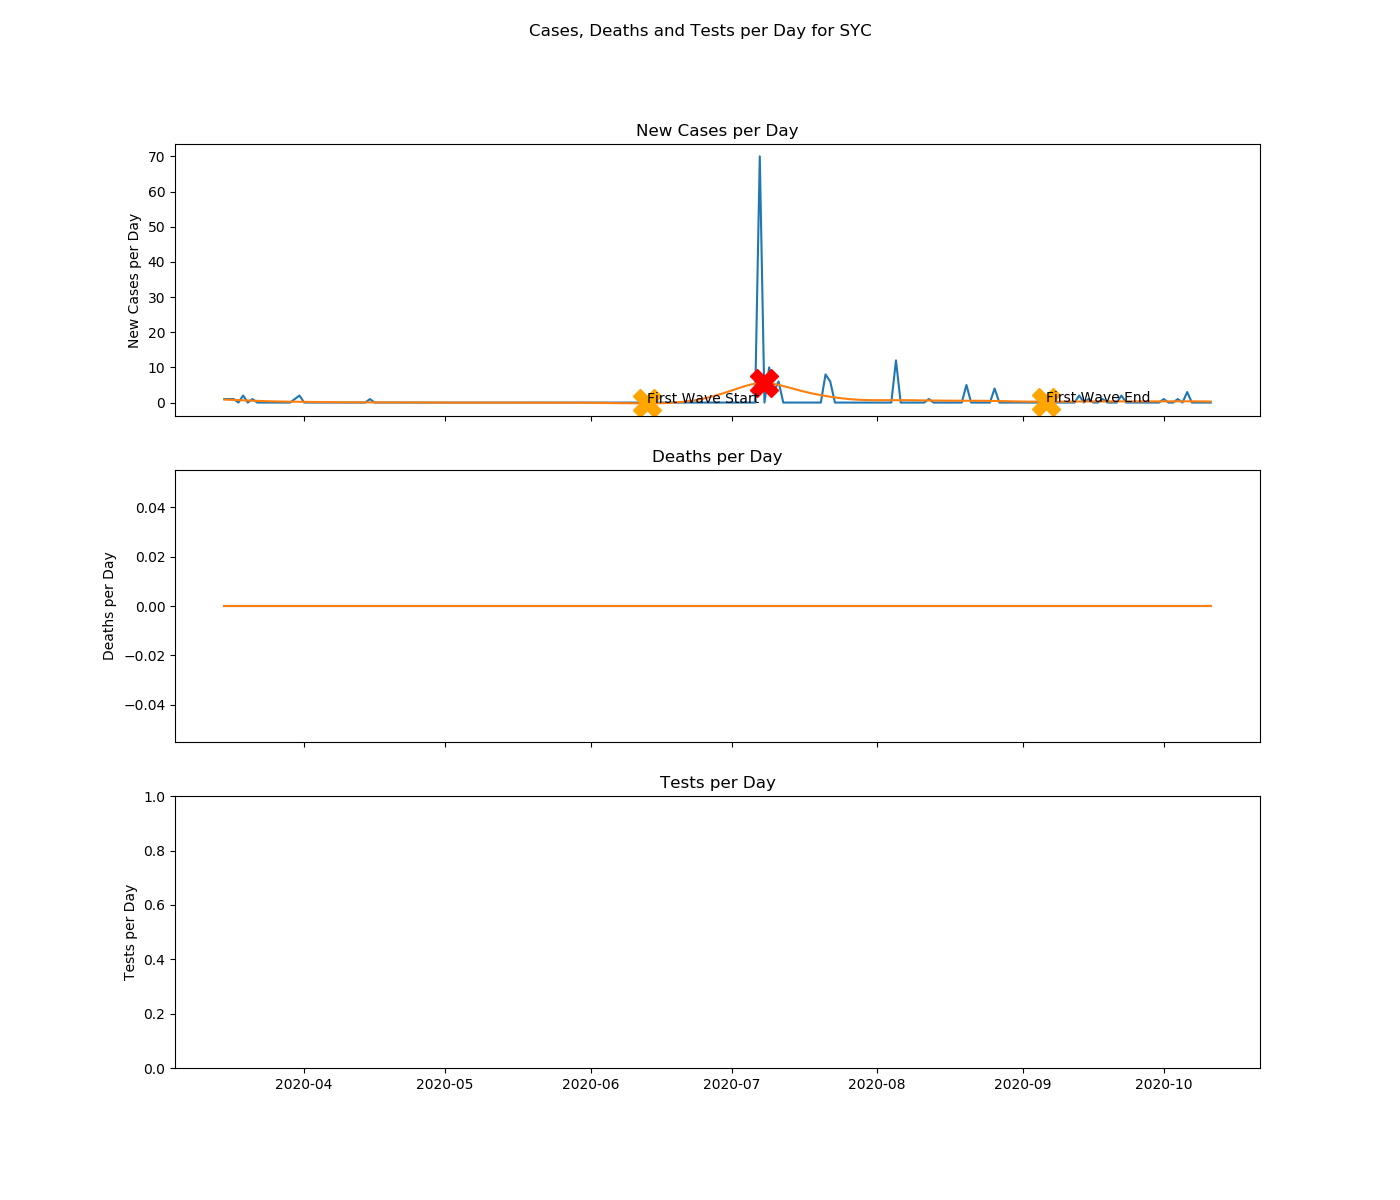 Cases, Deaths and Tests per Day for SYC
New Cases per Day
New Cases per Day
70
60
50
40
30
20
10
0
First Wave Start
First Wave End
Deaths per Day
Deaths per Day
0.04
0.02
0.00
−0.02
−0.04
Tests per Day
Tests per Day
1.0
0.8
0.6
0.4
0.2
0.0
2020-04 2020-05 2020-06 2020-07 2020-08 2020-09 2020-10